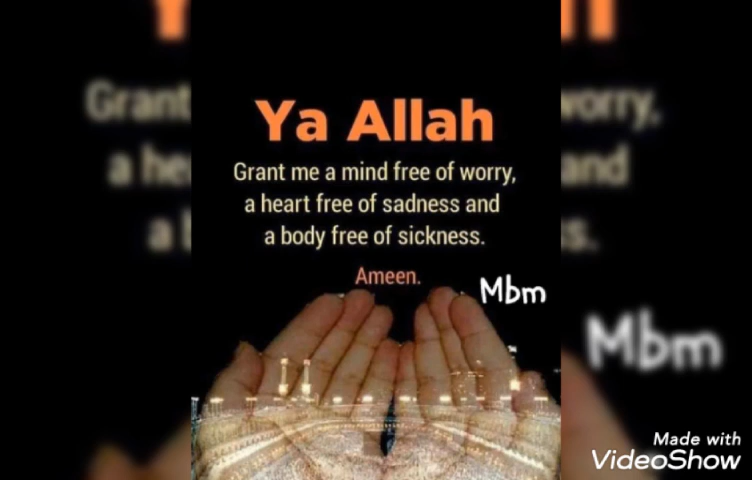 Ya Allah
Grant me a mind free of worry,
a heart free of sadness and
a body free of sickness.
Ameen.
Mbm
Made with
VideoShow